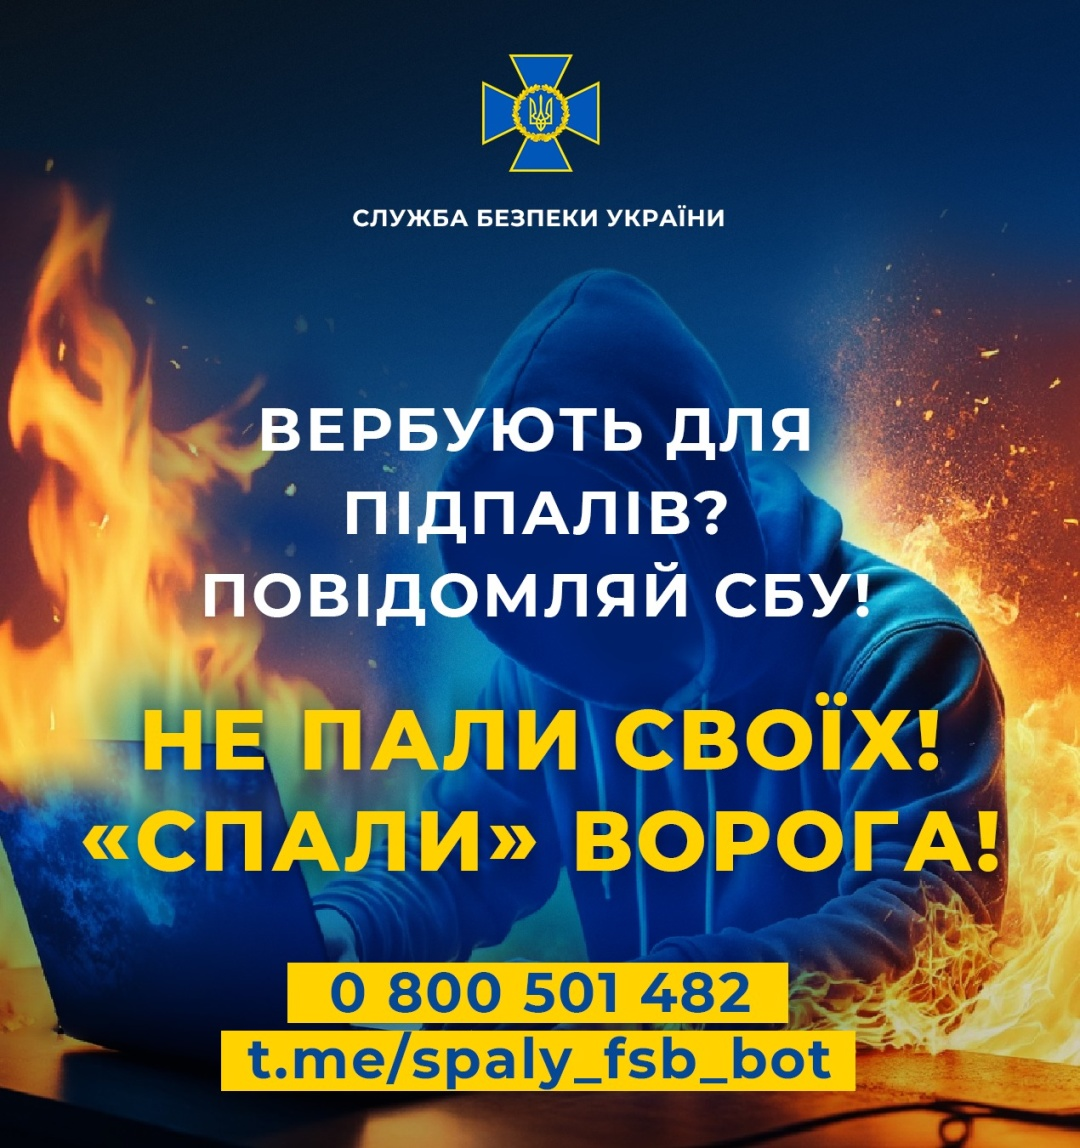 СЛУЖБА БЕЗПЕКИ УКРАЇНИ
ВЕРБУЮТЬ ДЛЯ
ПІДПАЛІВ?
ПОВІДОМЛЯЙ СБУ!
НЕ ПАЛИ СВОЇХ!
«СПАЛИ» ВОРОГА!
0 800 501 482
t.me/spaly_fsb_bot